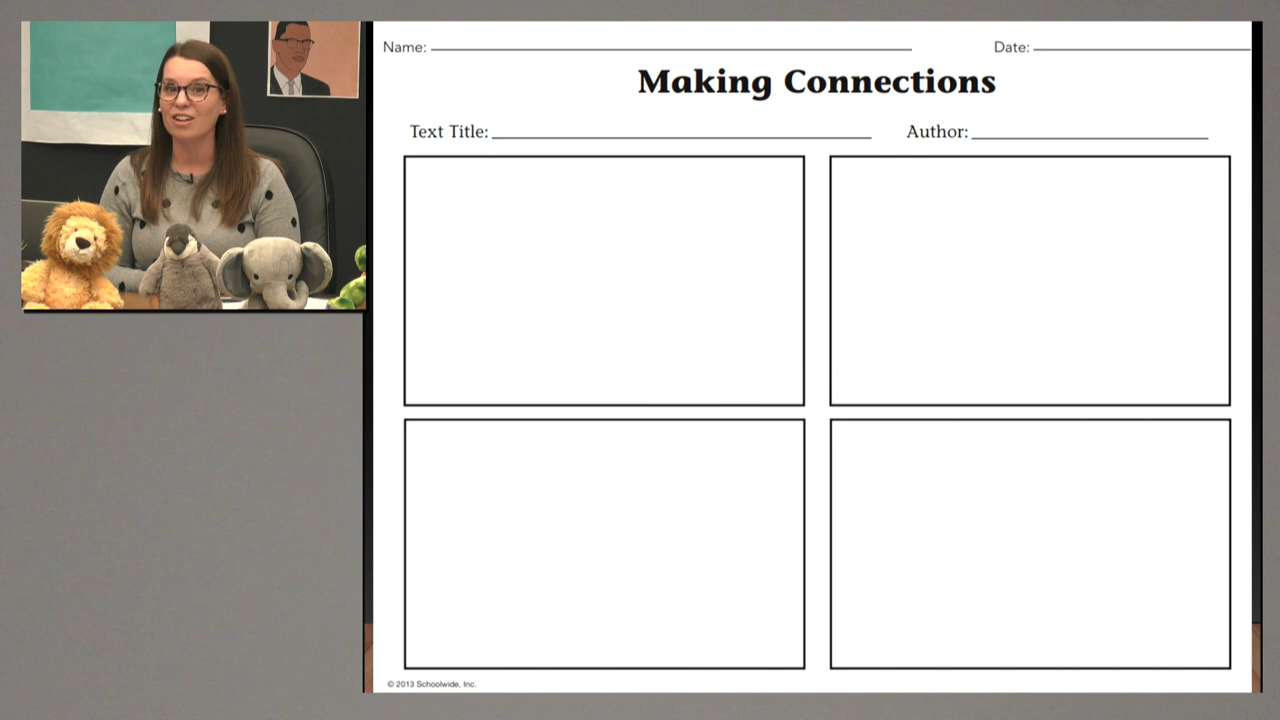 Name: Date:
Making Connections
Text Title: Author:
© 2013 Schoolwide, Inc.